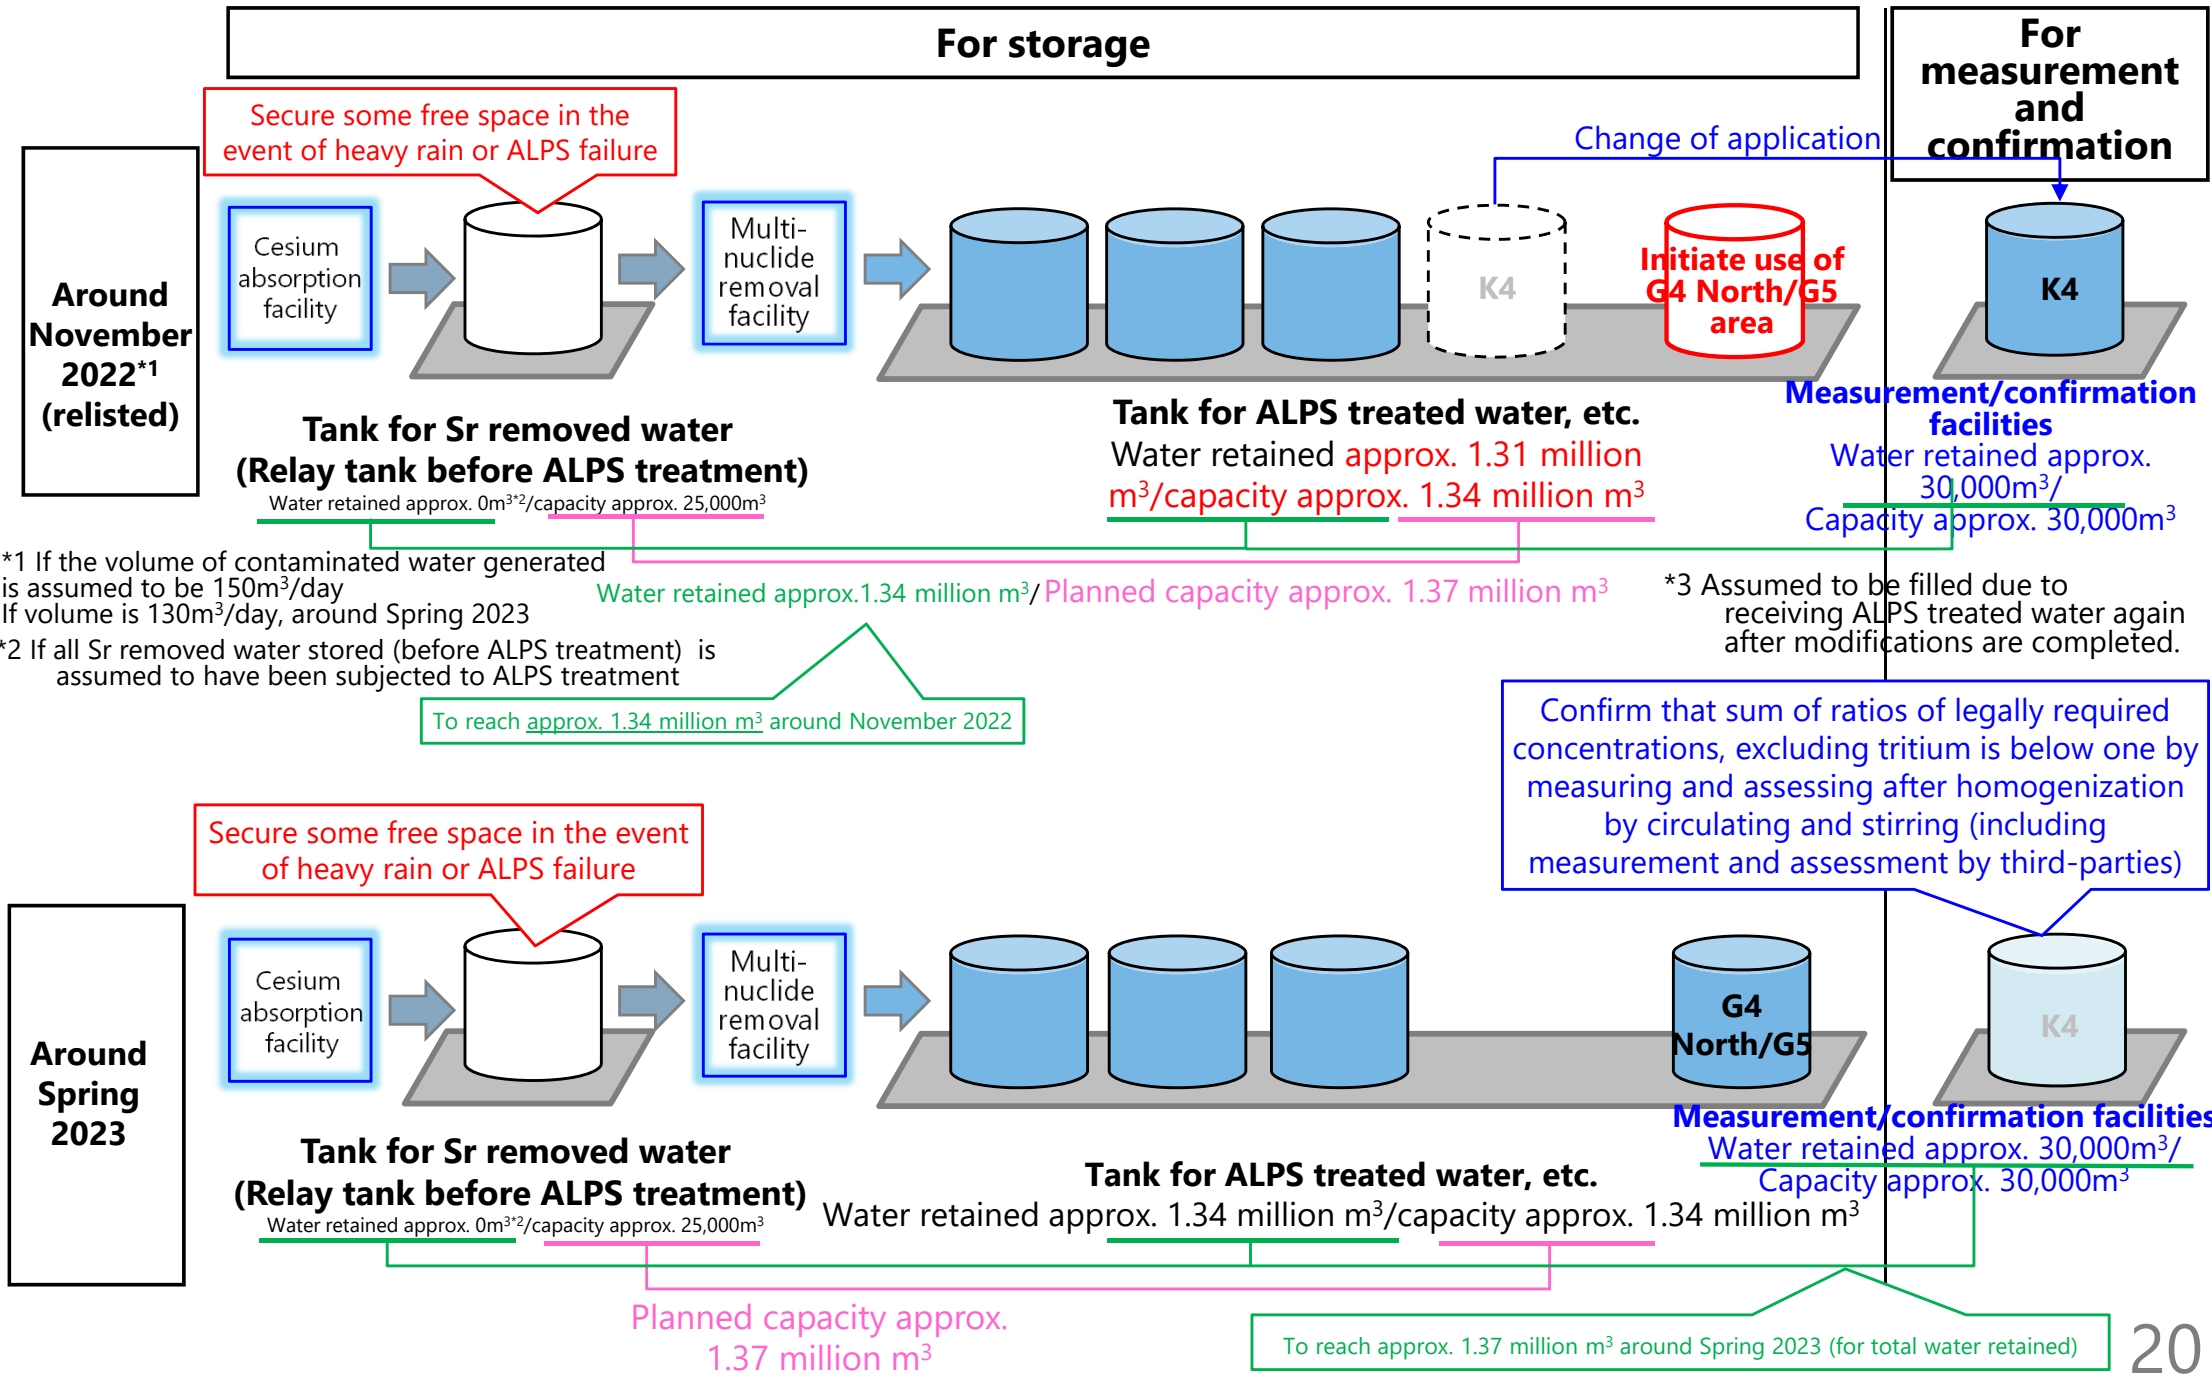 For storage
For
measurement
and
confirmation
Secure some free space in the
event of heavy rain or ALPS failure
Change of application
Around
November
2022*1
(relisted)
Cesium
absorption
facility
Multi-
nuclide
removal
facility
K4
Initiate use of
G4 North/G5
area
K4
Tank for Sr removed water
(Relay tank before ALPS treatment)
Water retained approx. 0m³*²/capacity approx. 25,000m³
Tank for ALPS treated water, etc.
Water retained approx. 1.31 million
m³/capacity approx. 1.34 million m³
Measurement/confirmation
facilities
Water retained approx.
30,000m³/
Capacity approx. 30,000m³
*1 If the volume of contaminated water generated
is assumed to be 150m³/day
If volume is 130m³/day, around Spring 2023
*2 If all Sr removed water stored (before ALPS treatment) is
assumed to have been subjected to ALPS treatment
Water retained approx.1.34 million m³/Planned capacity approx. 1.37 million m³
*3 Assumed to be filled due to
receiving ALPS treated water again
after modifications are completed.
To reach approx. 1.34 million m³ around November 2022
Confirm that sum of ratios of legally required
concentrations, excluding tritium is below one by
measuring and assessing after homogenization
by circulating and stirring (including
measurement and assessment by third-parties)
Secure some free space in the event
of heavy rain or ALPS failure
Around
Spring
2023
Cesium
absorption
facility
Multi-
nuclide
removal
facility
G4
North/G5
K4
Tank for Sr removed water
(Relay tank before ALPS treatment)
Water retained approx. 0m³*²/capacity approx. 25,000m³
Tank for ALPS treated water, etc.
Water retained approx. 1.34 million m³/capacity approx. 1.34 million m³
Measurement/confirmation facilities
Water retained approx. 30,000m³/
Capacity approx. 30,000m³
Planned capacity approx.
1.37 million m³
To reach approx. 1.37 million m³ around Spring 2023 (for total water retained)
20